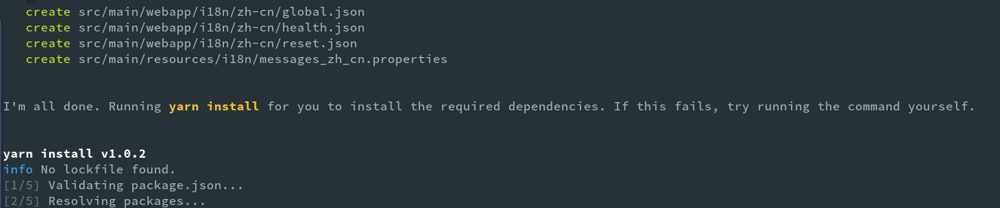 create src/main/webapp/i18n/zh-cn/global.json
create src/main/webapp/i18n/zh-cn/health.json
create src/main/webapp/i18n/zh-cn/reset.json
create src/main/resources/i18n/messages_zh_cn.properties
I'm all done. Running yarn install for you to install the required dependencies. If this fails, try running the command yourself.
yarn install v1.0.2
info No lockfile found.
[1/5] Validating package.json...
[2/5] Resolving packages...